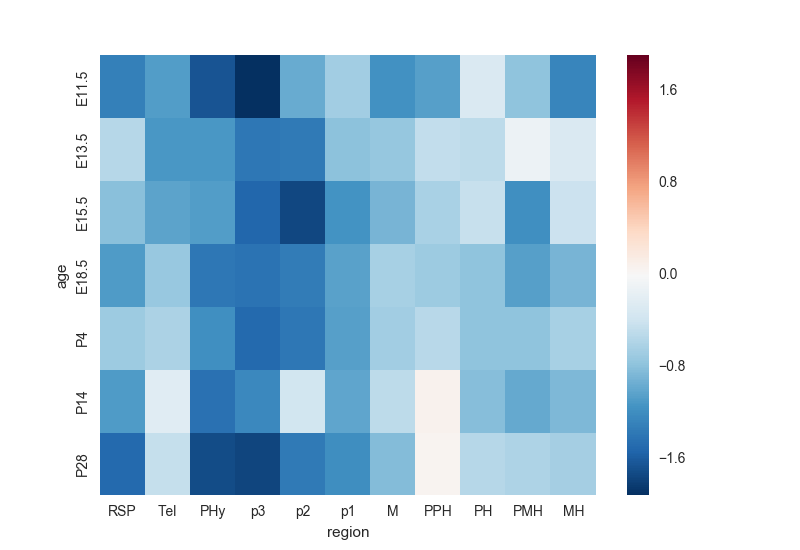 E11.5
E13.5
E15.5
E18.5
P4
P14
P28
age
RSP Tel PHy p3 p2 p1 M PPH PH PMH MH
region
1.6
0.8
0.0
−0.8
−1.6